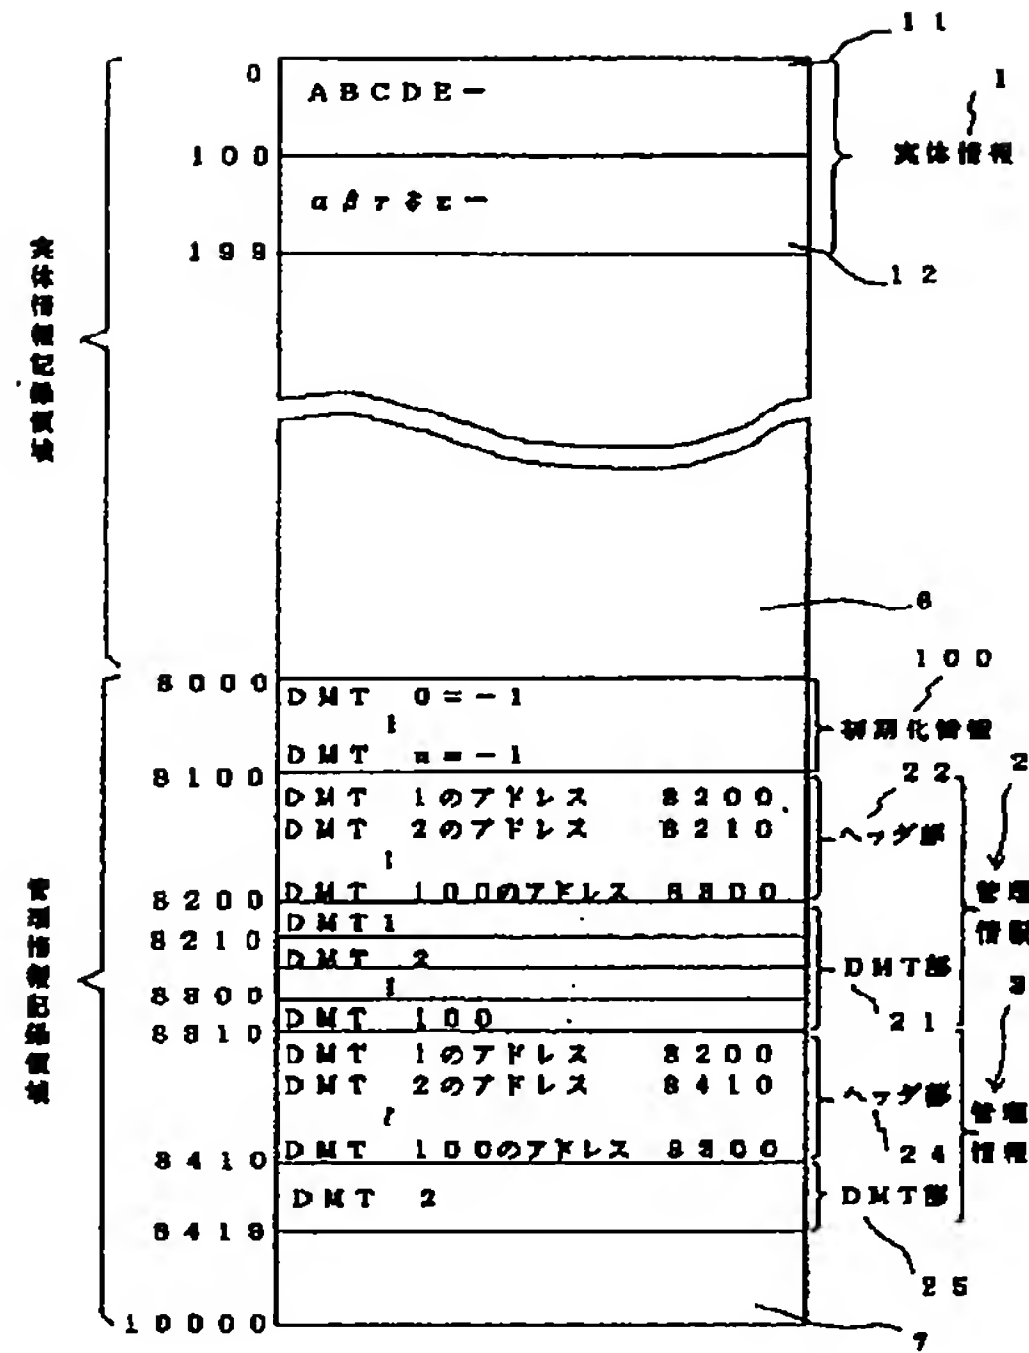 11
0
ABCDE−
1
100
実体情報
αβγδε−
199
12
実体情報記録領域
6
100
8000
DMT 0=−1
初期化情報
DMT n=−1
8100
22
2
DMT 1のアドレス 8200
DMT 2のアドレス 8210
ヘッダ部
DMT 100のアドレス 8300
管理情報
8200
DMT1
8210
DMT 2
DMT部
8300
DMT 100
21
3
8310
管理情報記録領域
DMT 1のアドレス 8200
DMT 2のアドレス 8410
ヘッダ部
管理情報
DMT 100のアドレス 8300
24
8410
DMT 2
DMT部
8419
25
10000
7